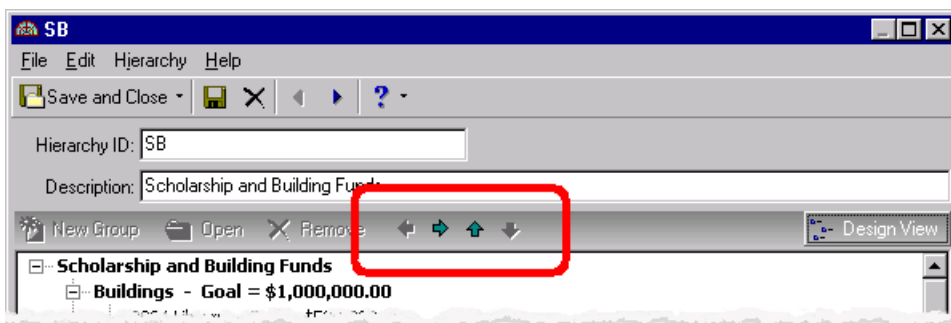 SB
File Edit Hierarchy Help
Save and Close
Hierarchy ID: SB
Description: Scholarship and Building Funds
New Group Open Remove Design View
Scholarship and Building Funds
Buildings - Goal = $1,000,000.00